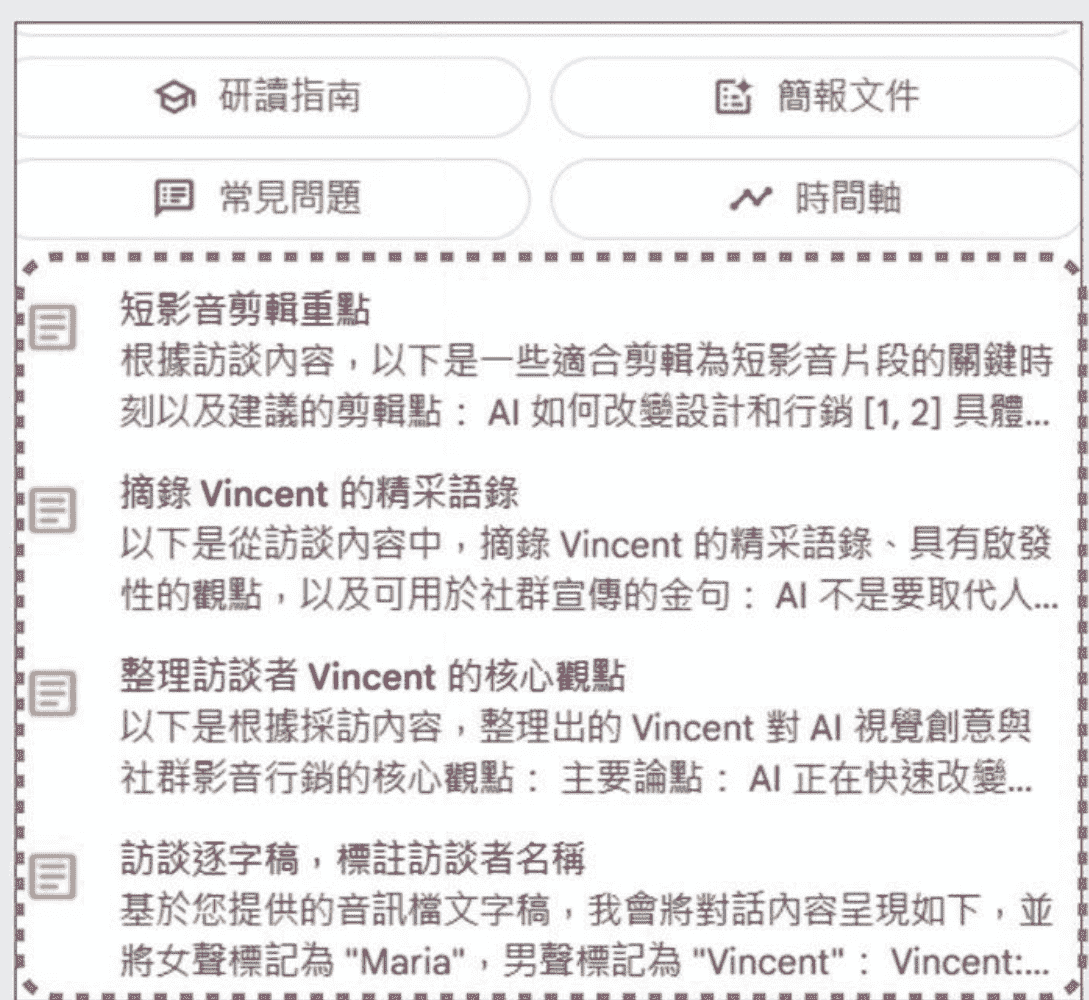 研讀指南
簡報文件
常見問題
時間軸
短影音剪輯重點
根據訪談內容，以下是一些適合剪輯為短影音片段的關鍵時
刻以及建議的剪輯點： AI 如何改變設計和行銷 [1, 2] 具體...
摘錄 Vincent 的精采語錄
以下是從訪談內容中，摘錄 Vincent 的精采語錄、具有啟發
性的觀點，以及可用於社群宣傳的金句： AI 不是要取代人...
整理訪談者 Vincent 的核心觀點
以下是根據採訪內容，整理出的 Vincent 對 AI 視覺創意與
社群影音行銷的核心觀點： 主要論點： AI 正在快速改變...
訪談逐字稿，標註訪談者名稱
基於您提供的音訊檔文字稿，我會將對話內容呈現如下，並
將女聲標記為 "Maria"，男聲標記為 "Vincent"： Vincent:...